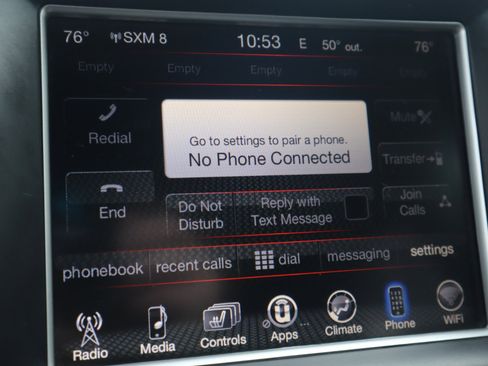 76° SXM 8 10:53 E 50° out. 76°
Empty Empty Empty Empty Empty
Redial
Go to settings to pair a phone.
No Phone Connected
Mute
Transfer
End
Do Not
Disturb
Reply with
Text Message
Join
Calls
phonebook recent calls dial messaging settings
Radio Media Controls Apps Climate Phone WiFi